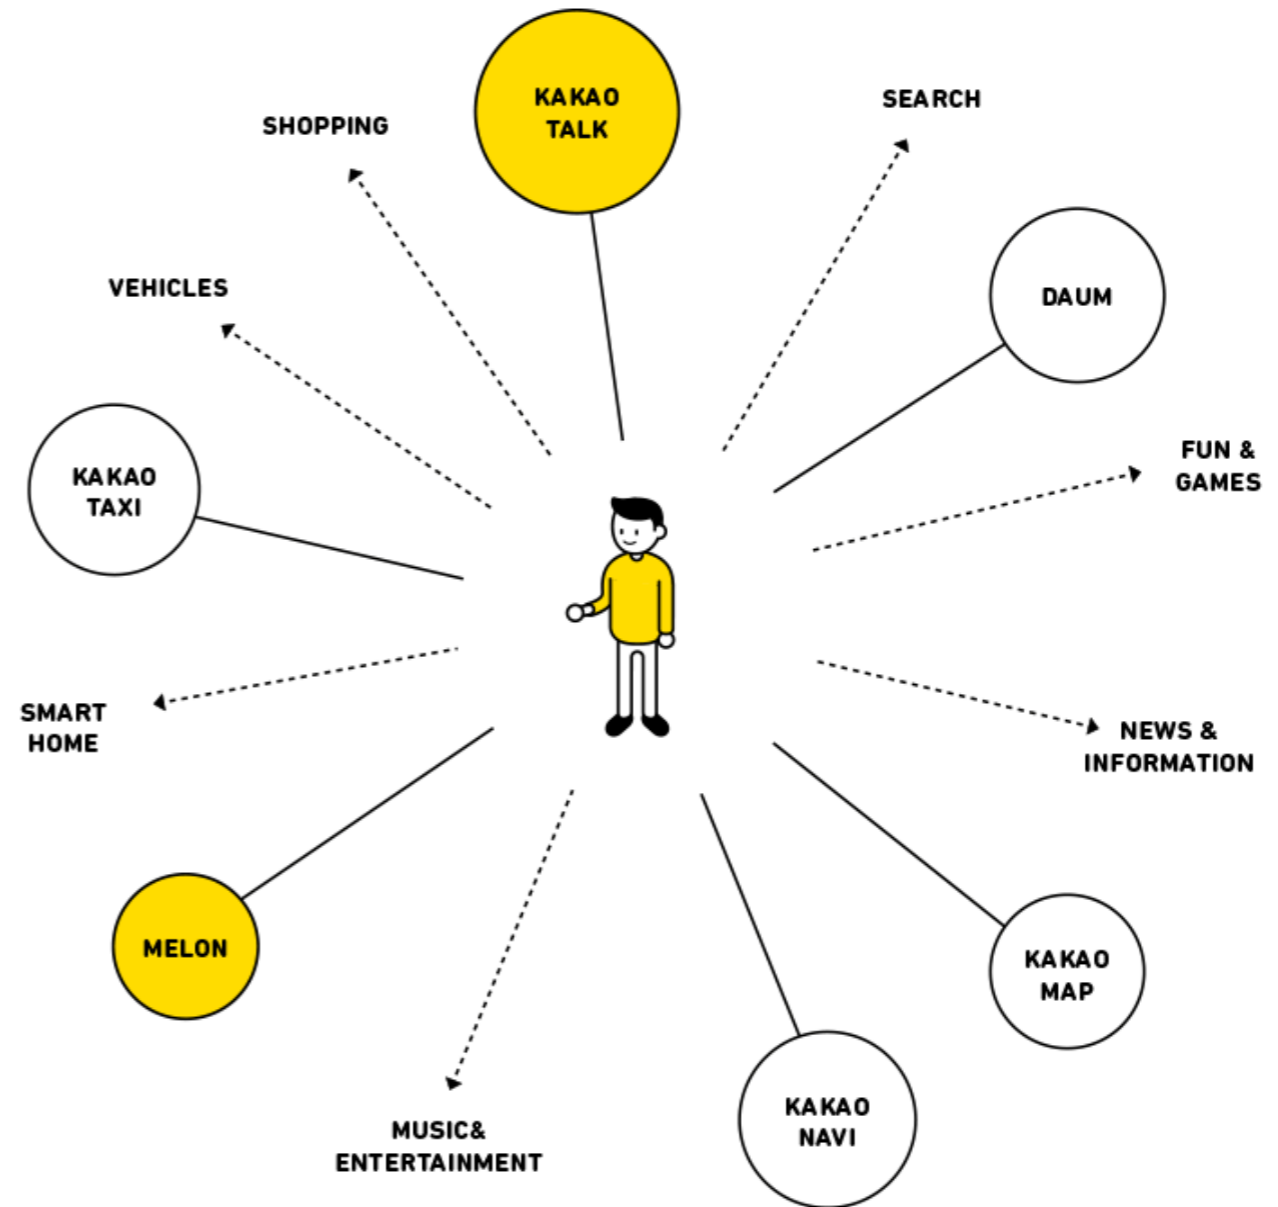 KAKAO
TALK
SEARCH
SHOPPING
VEHICLES
DAUM
FUN &
GAMES
KAKAO
TAXI
SMART
HOME
NEWS &
INFORMATION
MELON
KAKAO
MAP
KAKAO
NAVI
MUSIC&
ENTERTAINMENT